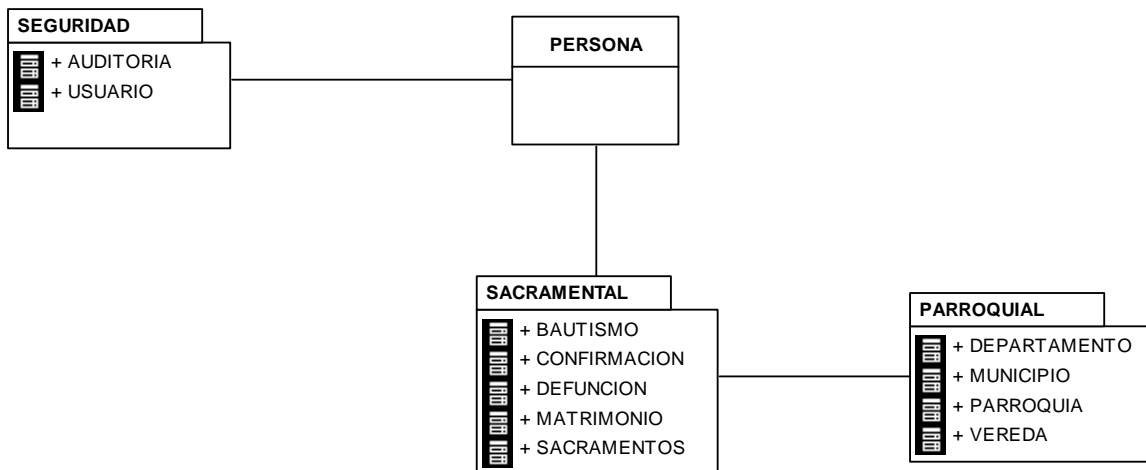 SEGURIDAD
+ AUDITORIA
+ USUARIO
PERSONA
SACRAMENTAL
+ BAUTISMO
+ CONFIRMACION
+ DEFUNCION
+ MATRIMONIO
+ SACRAMENTOS
PARROQUIAL
+ DEPARTAMENTO
+ MUNICIPIO
+ PARROQUIA
+ VEREDA